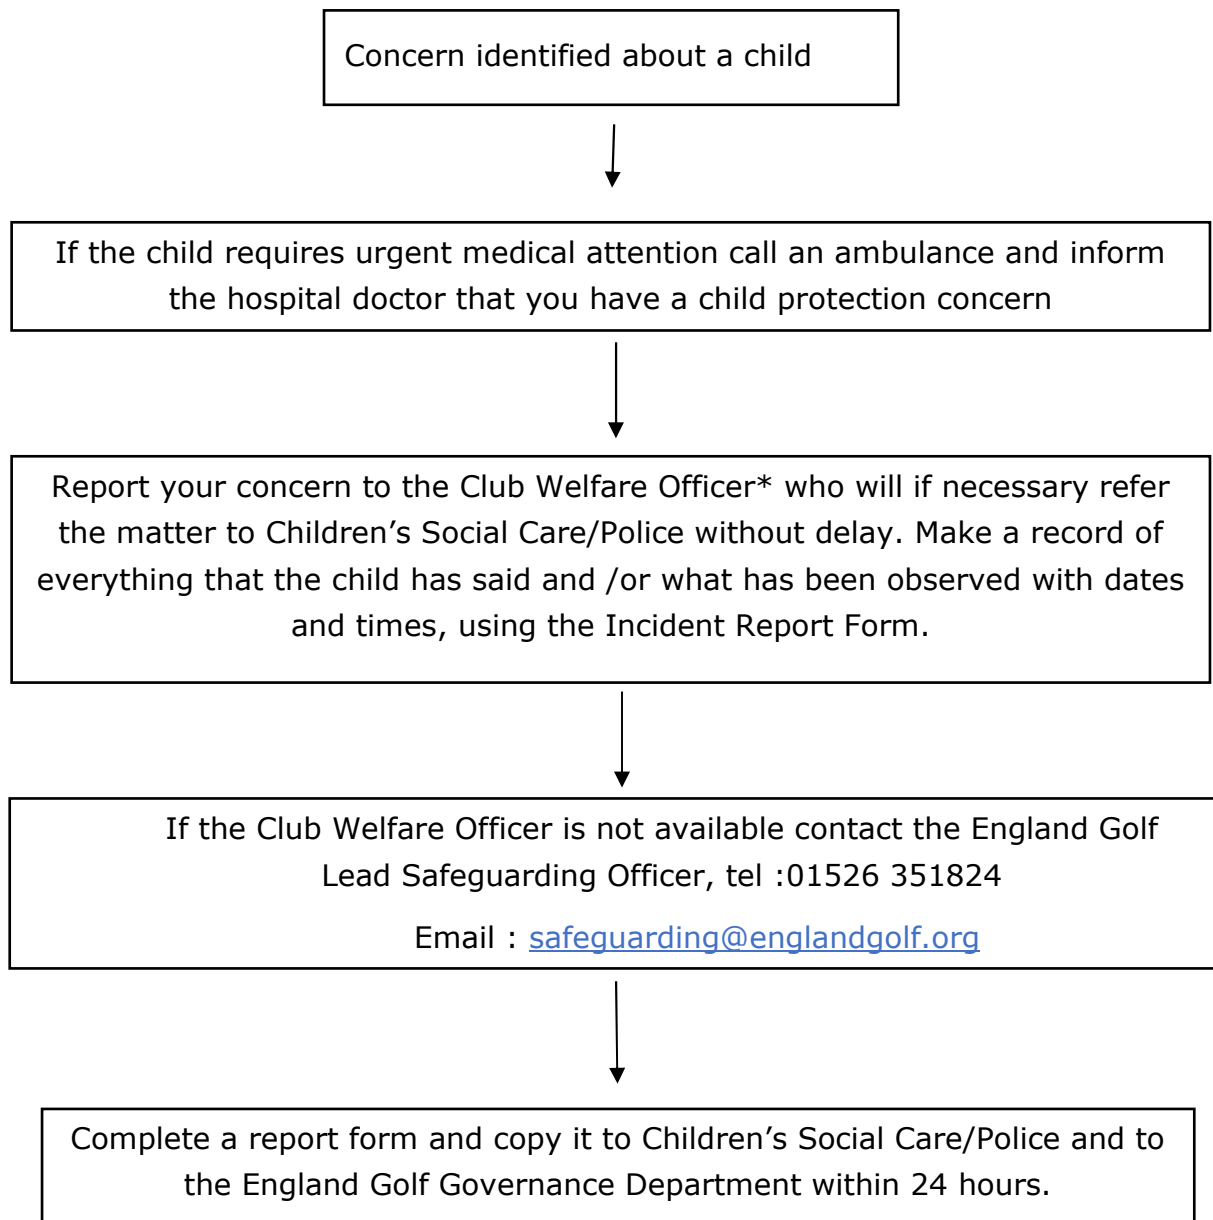 Concern identified about a child
If the child requires urgent medical attention call an ambulance and inform
the hospital doctor that you have a child protection concern
Report your concern to the Club Welfare Officer* who will if necessary refer
the matter to Children’s Social Care/Police without delay. Make a record of
everything that the child has said and /or what has been observed with dates
and times, using the Incident Report Form.
If the Club Welfare Officer is not available contact the England Golf
Lead Safeguarding Officer, tel :01526 351824
Email : safeguarding@englandgolf.org
Complete a report form and copy it to Children’s Social Care/Police and to
the England Golf Governance Department within 24 hours.